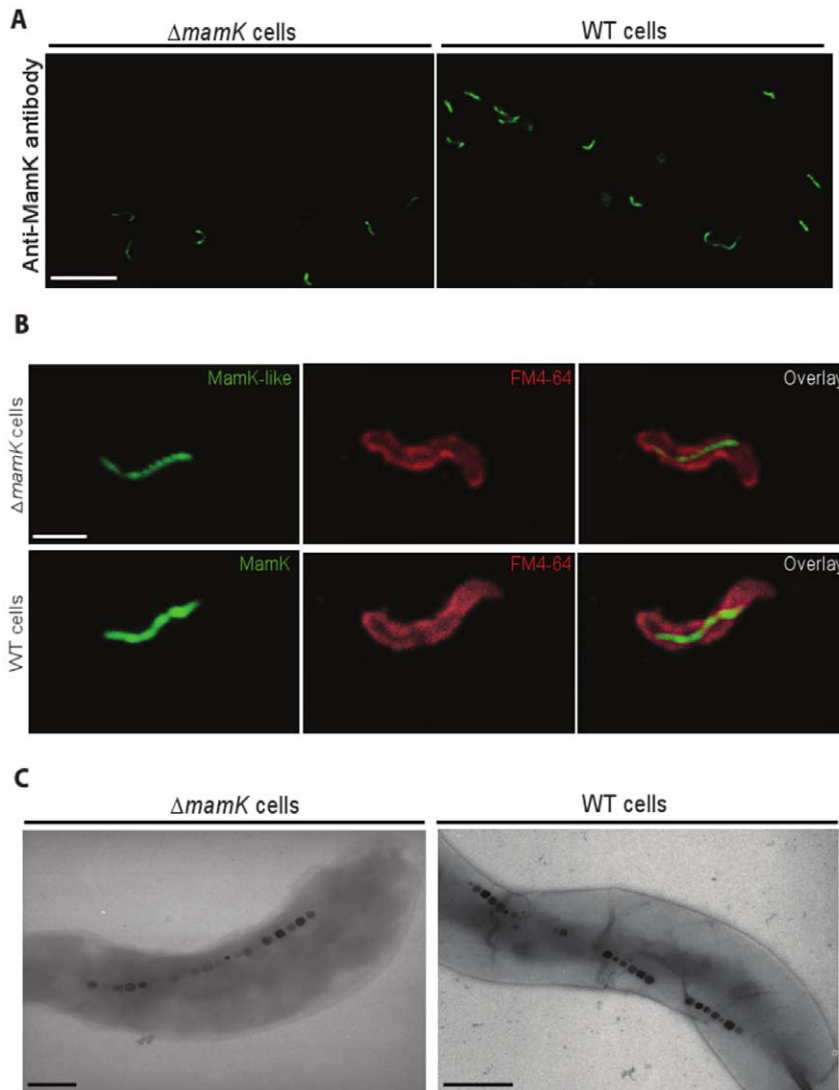 A
ΔmamK cells
WT cells
Anti-MamK antibody
B
ΔmamK cells
MamK-like
FM4-64
Overlay
WT cells
MamK
FM4-64
Overlay
C
ΔmamK cells
WT cells